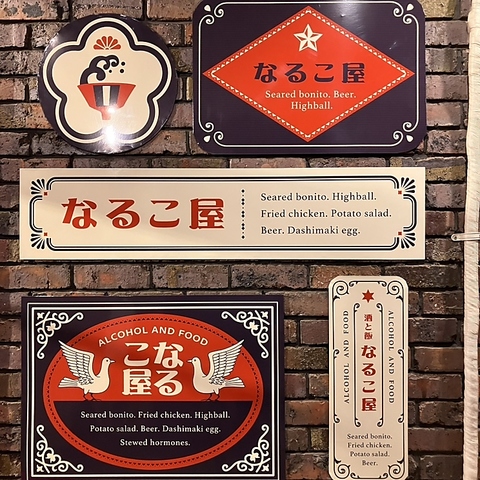 なるこ屋
Seared bonito. Beer.
Highball.
なるこ屋
Seared bonito. Highball.
Fried chicken. Potato salad.
Beer. Dashimaki egg.
ALCOHOL AND FOOD
なる
こ屋
Seared bonito. Fried chicken. Highball.
Potato salad. Beer. Dashimaki egg.
Stewed hormones.
ALCOHOL AND FOOD
酒と飯
なるこ屋
ALCOHOL AND FOOD
Seared bonito.
Fried chicken.
Potato salad.
Beer.